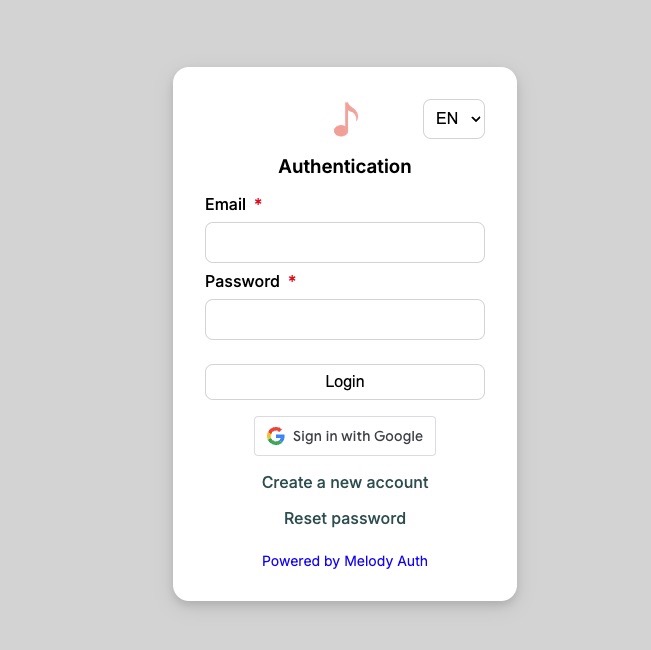 EN
Authentication
Email *
Password *
Login
Sign in with Google
Create a new account
Reset password
Powered by Melody Auth